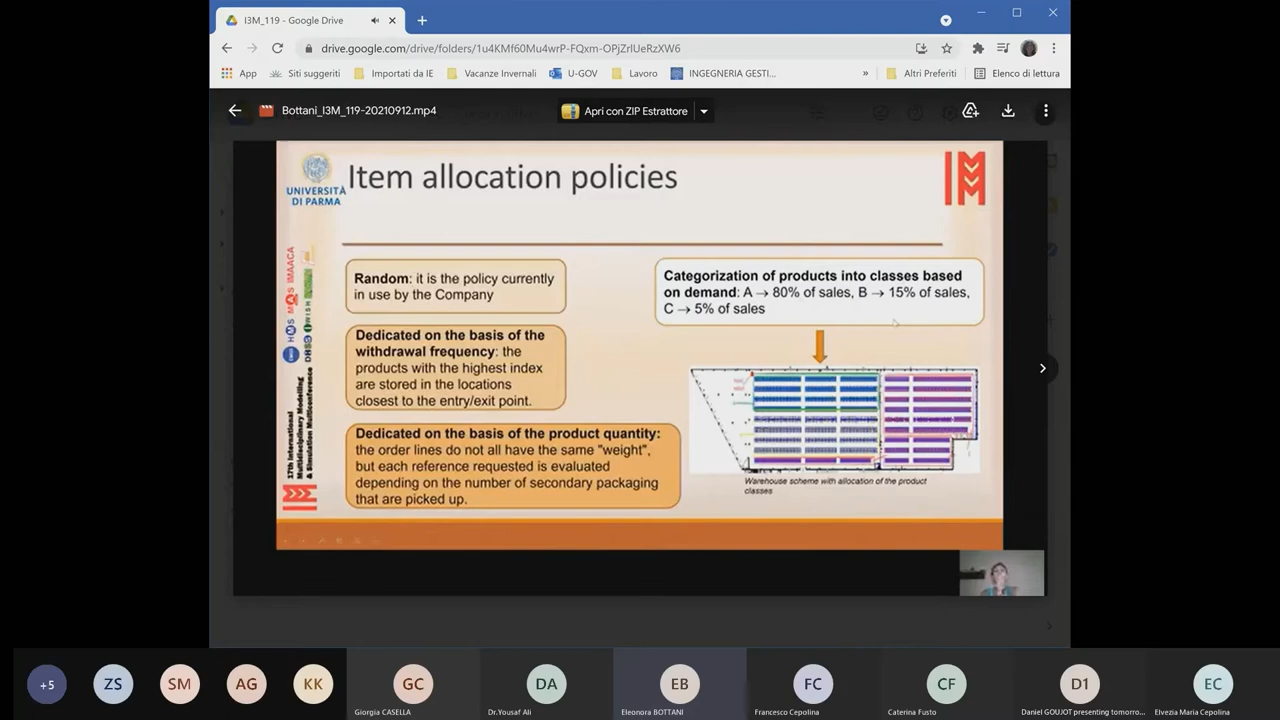 I3M_119 - Google Drive
drive.google.com/drive/folders/1u4KMf60Mu4wrP-FQxm-OPjZrlUeRzXW6
App
Siti suggeriti
Importati da IE
Vacanze Invernali
U-GOV
Lavoro
INGEGNERIA GESTI...
»
Altri Preferiti
Elenco di lettura
Bottani_I3M_119-20210912.mp4
Apri con ZIP Estrattore
UNIVERSITÀ
DI PARMA
Item allocation policies
17th International
Multidisciplinary Modelling
& Simulation Multiconference
Random: it is the policy currently
in use by the Company
Dedicated on the basis of the
withdrawal frequency: the
products with the highest index
are stored in the locations
closest to the entry/exit point.
Dedicated on the basis of the product quantity:
the order lines do not all have the same "weight",
but each reference requested is evaluated
depending on the number of secondary packaging
that are picked up.
Categorization of products into classes based
on demand: A → 80% of sales, B → 15% of sales,
C → 5% of sales
Warehouse scheme with allocation of the product
classes
+5
ZS
SM
AG
KK
GC
Giorgia CASELLA
DA
Dr.Yousaf Ali
EB
Eleonora BOTTANI
FC
Francesco Cepolina
CF
Caterina Fusto
D1
Daniel GOUJOT presenting tomorro...
EC
Elvezia Maria Cepolina